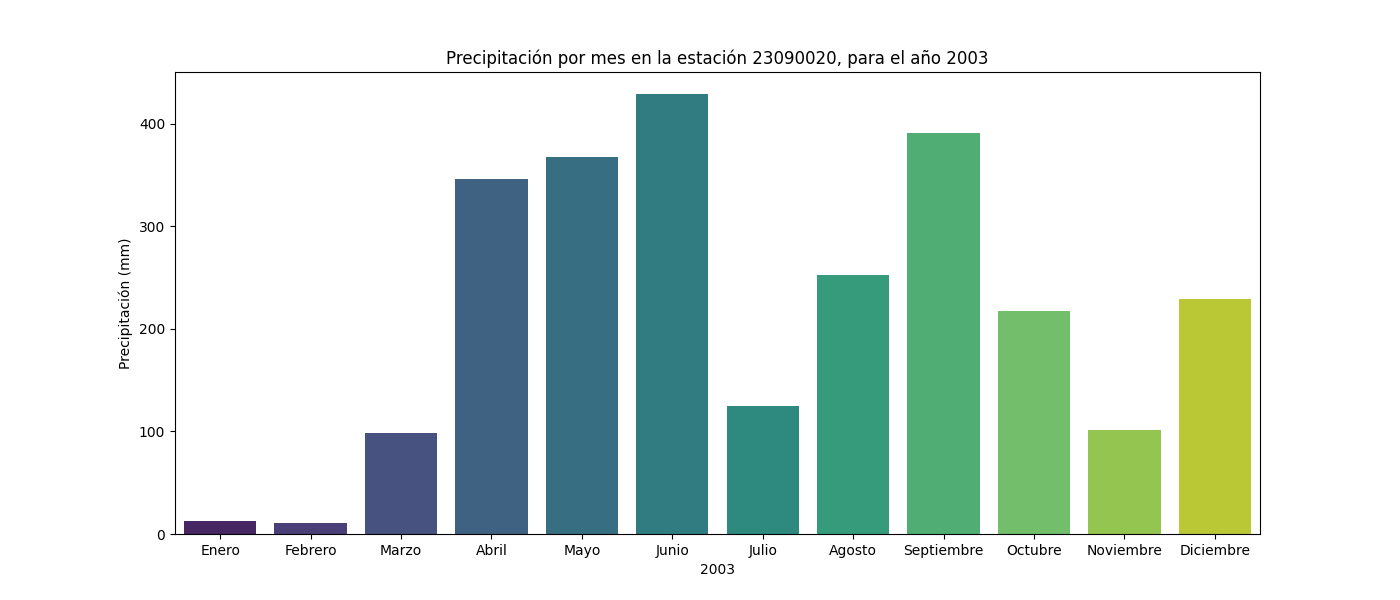 Precipitación por mes en la estación 23090020, para el año 2003
Precipitación (mm)
400
300
200
100
0
Enero Febrero Marzo Abril Mayo Junio Julio Agosto Septiembre Octubre Noviembre Diciembre
2003